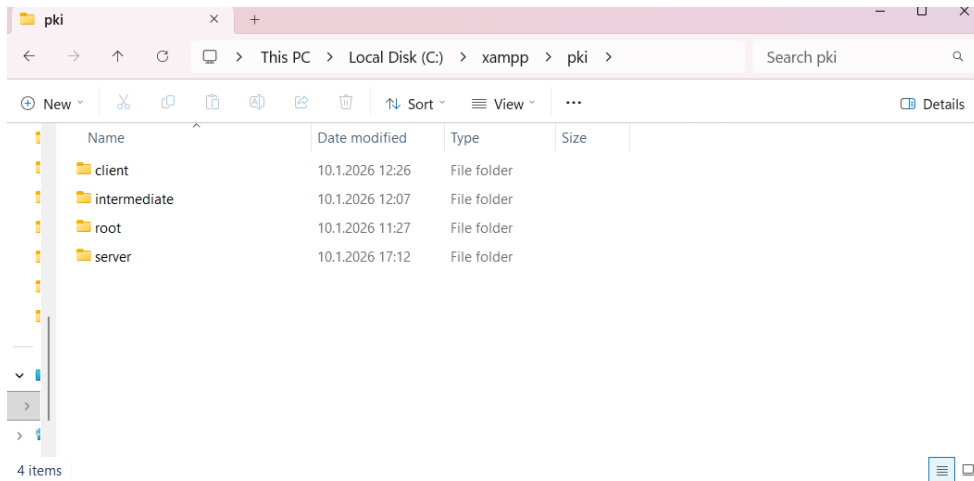 pki
This PC > Local Disk (C:) > xampp > pki >
Search pki
New
Sort
View
Details
Name Date modified Type Size
client 10.1.2026 12:26 File folder
intermediate 10.1.2026 12:07 File folder
root 10.1.2026 11:27 File folder
server 10.1.2026 17:12 File folder
4 items